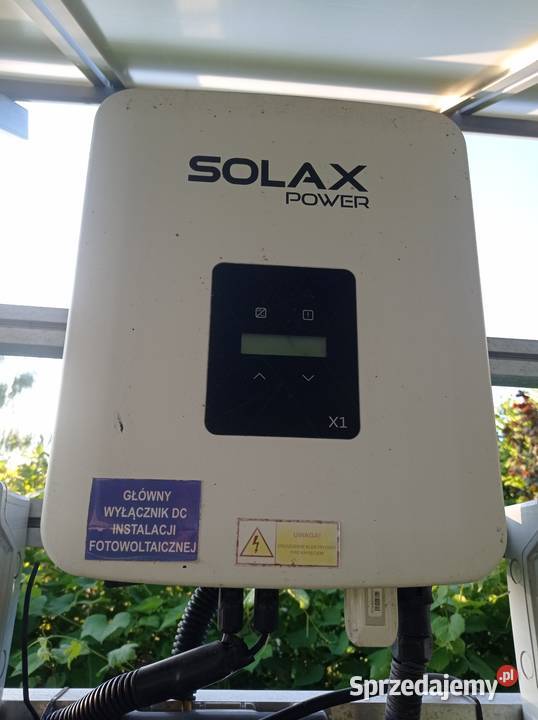 SOLAX
POWER
X1
GŁÓWNY
WYŁĄCZNIK DC
INSTALACJI
FOTOWOLTAICZNEJ
UWAGA!
Sprzedajemy.pl